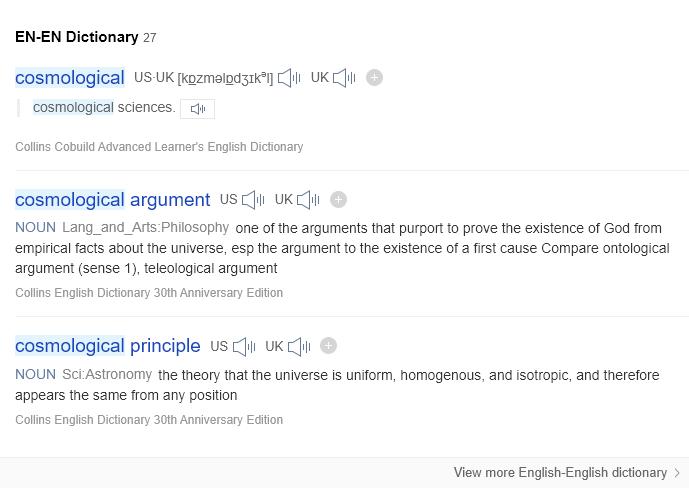 EN-EN Dictionary 27
cosmological US·UK [kɒzməlɒdʒɪkᵊl] UK
cosmological sciences.
Collins Cobuild Advanced Learner's English Dictionary
cosmological argument US UK
NOUN Lang_and_Arts:Philosophy one of the arguments that purport to prove the existence of God from
empirical facts about the universe, esp the argument to the existence of a first cause Compare ontological
argument (sense 1), teleological argument
Collins English Dictionary 30th Anniversary Edition
cosmological principle US UK
NOUN Sci:Astronomy the theory that the universe is uniform, homogenous, and isotropic, and therefore
appears the same from any position
Collins English Dictionary 30th Anniversary Edition
View more English-English dictionary >